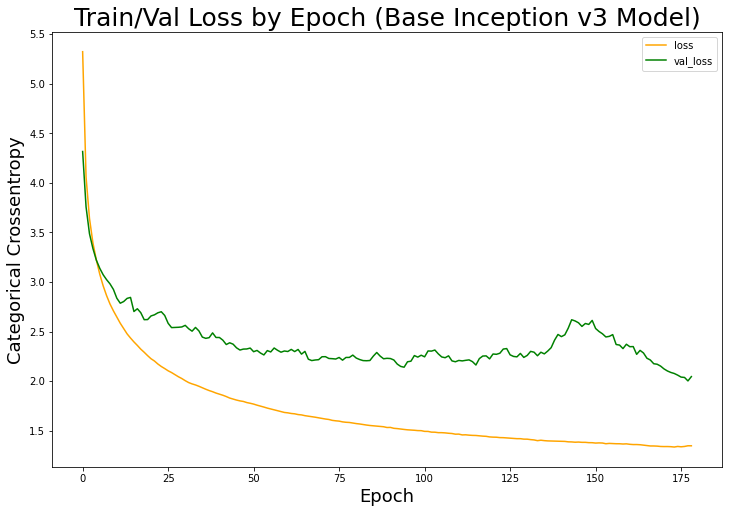 Train/Val Loss by Epoch (Base Inception v3 Model)
loss
val_loss
Categorical Crossentropy
5.5
5.0
4.5
4.0
3.5
3.0
2.5
2.0
1.5
0 25 50 75 100 125 150 175
Epoch